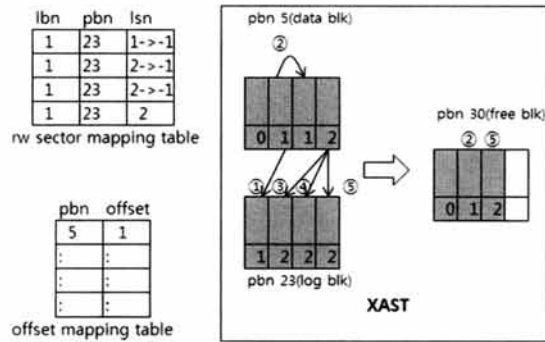 lbn pbn lsn
1 23 1->-1
1 23 2->-1
1 23 2->-1
1 23 2
rw sector mapping table
pbn offset
5 1
: :
: :
: :
offset mapping table
pbn 5(data blk)
②
0 1 1 2
① ③ ④ ⑤
1 2 2 2
pbn 23(log blk)
pbn 30(free blk)
② ⑤
0 1 2
XAST